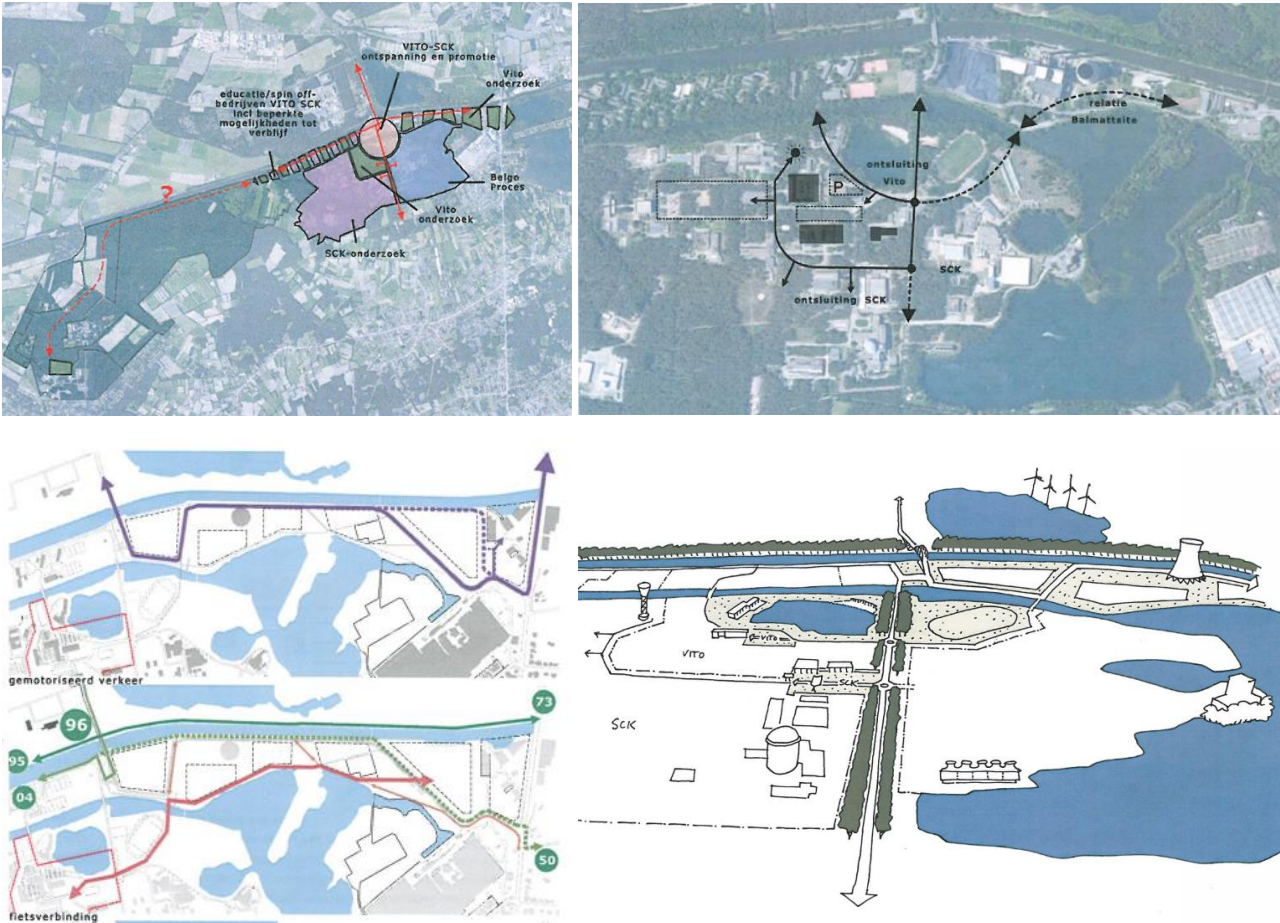 VITO-SCK
ontspanning en promotie
Vito
onderzoek
educatie/spin off-
bedrijven VITO SCK
incl beperkte
mogelijkheden tot
verblijf
?
Belgo
Proces
Vito
onderzoek
SCK-onderzoek
relatie
Balmattsite
ontsluiting
Vito
P
SCK
ontsluiting SCK
gemotoriseerd verkeer
96
73
95
04
50
fietsverbinding
VITO
VITO
SCK
SCK